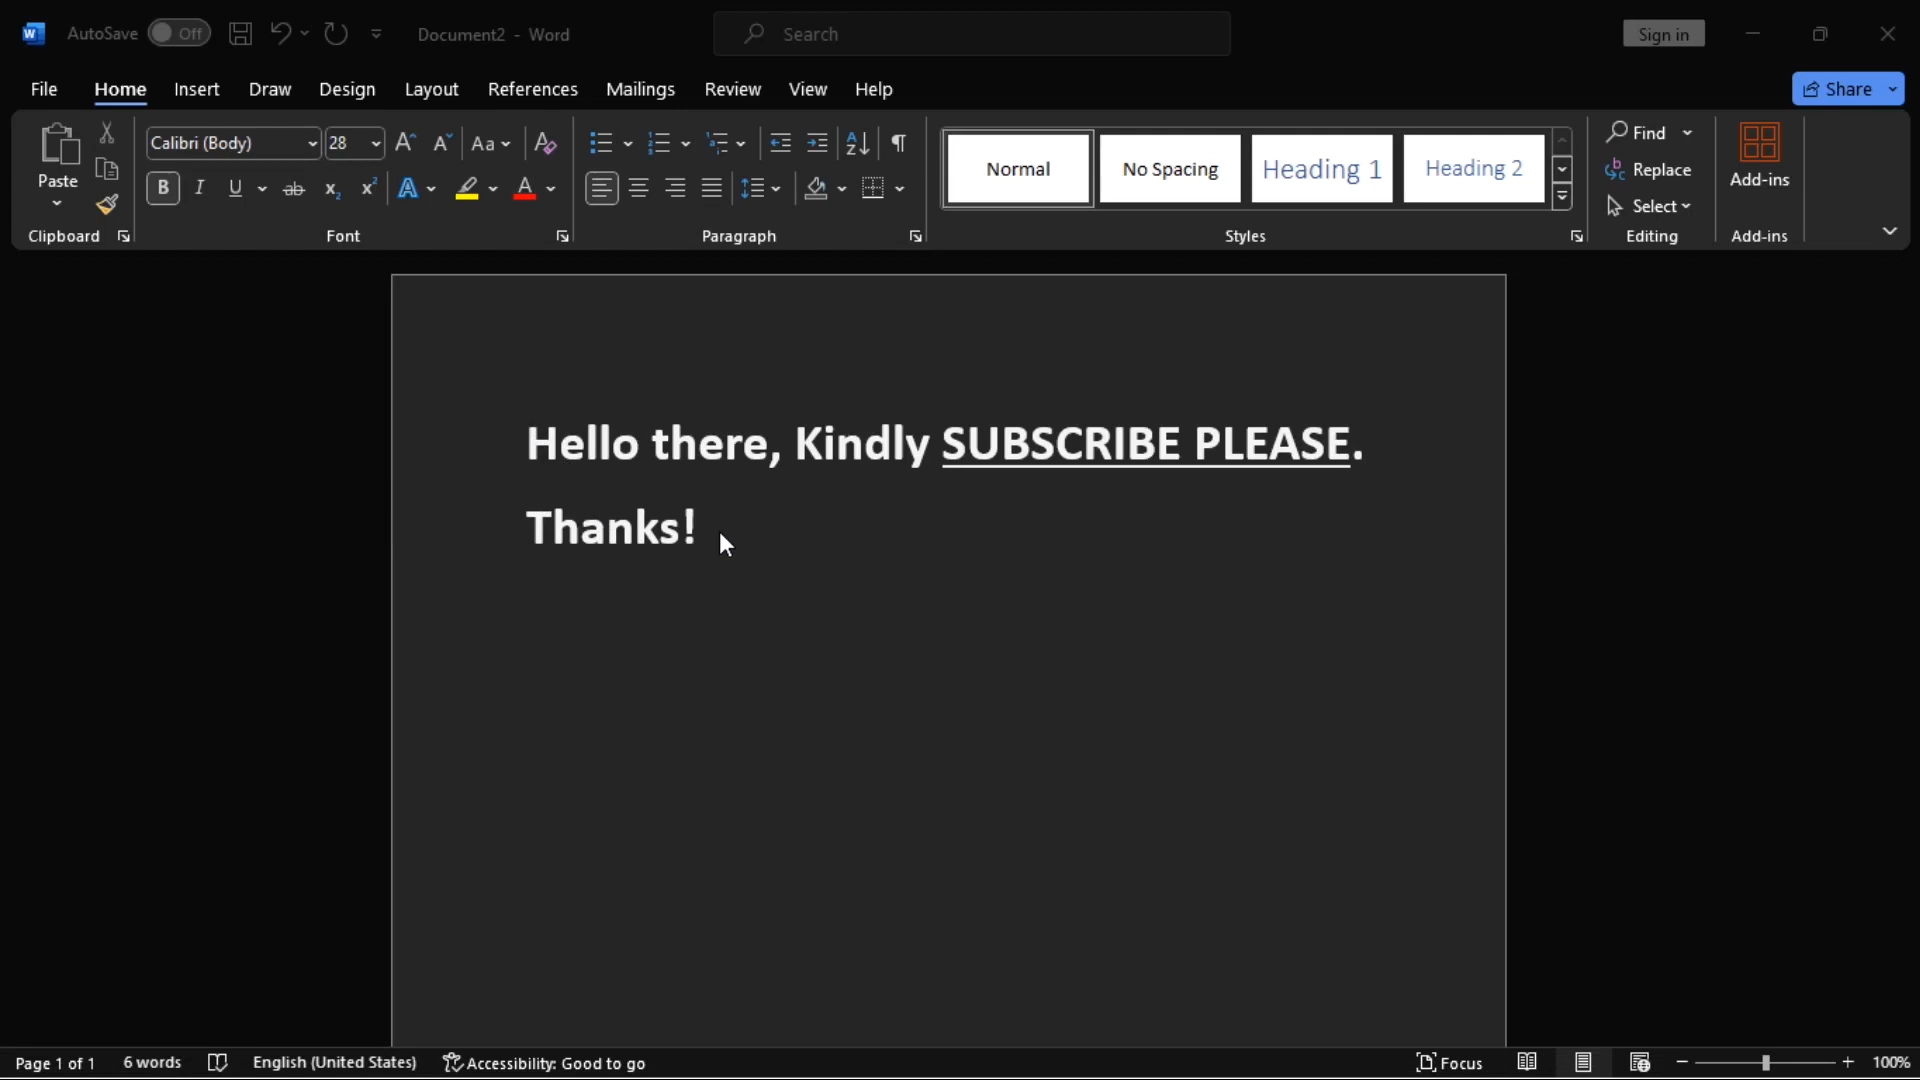 AutoSave Off Document2 - Word Search Sign in
File Home Insert Draw Design Layout References Mailings Review View Help Share
Paste Calibri (Body) 28 Aa Normal No Spacing Heading 1 Heading 2 Find Replace Select Add-ins
Clipboard Font Paragraph Styles Editing Add-ins
Hello there, Kindly SUBSCRIBE PLEASE.
Thanks!
Page 1 of 1 6 words English (United States) Accessibility: Good to go Focus 100%